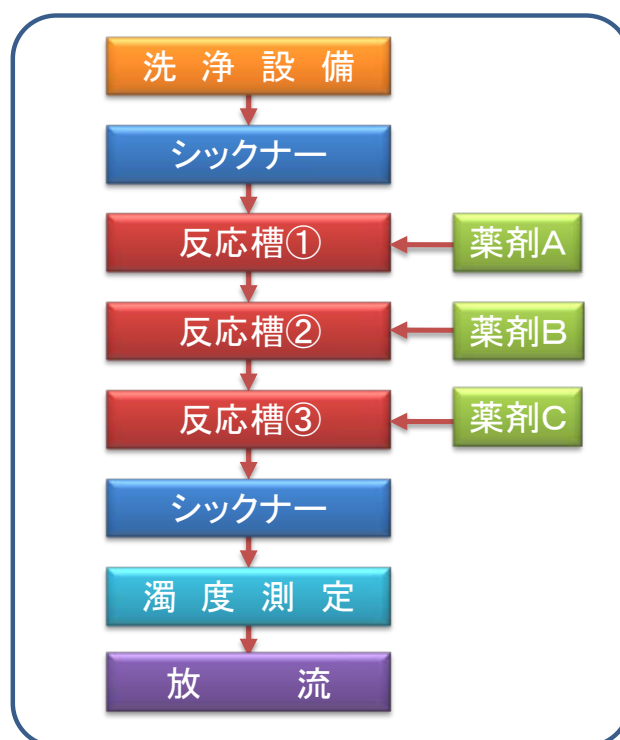 洗 浄 設 備
シックナー
反応槽①
薬剤A
反応槽②
薬剤B
反応槽③
薬剤C
シックナー
濁 度 測 定
放 流